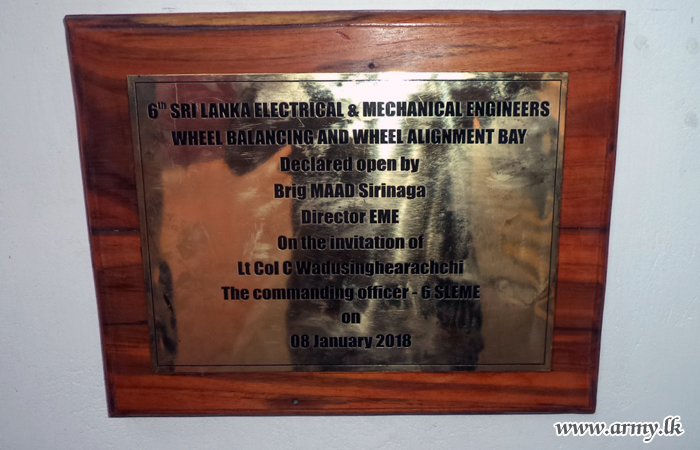 6th SRI LANKA ELECTRICAL & MECHANICAL ENGINEERS
WHEEL BALANCING AND WHEEL ALIGNMENT BAY
Declared open by
Brig MAAD Sirinaga
Director EME
On the invitation of
Lt Col C Wadusinghearachchi
The commanding officer - 6 SLEME
on
08 January 2018
www.army.lk